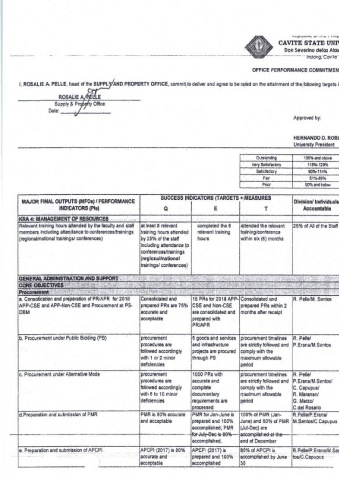 CAVITE STATE UNIV
Don Severino delas Alas
Indang, Cavite
OFFICE PERFORMANCE COMMITMEN
I, ROSALIE A. PELLE, head of the SUPPLY AND PROPERTY OFFICE, commit to deliver and agree to be rated on the attainment of the following targets i
ROSALIE A. PELLE
Supply & Property Office
Date:
Approved by:
HERNANDO D. ROBL
University President
Outstanding 130% and above
Very Satisfactory 115%-129%
Satisfactory 90%-114%
Fair 51%-89%
Poor 50% and below
MAJOR FINAL OUTPUTS (MFOs) / PERFORMANCE INDICATORS (PIs)
SUCCESS INDICATORS (TARGETS + MEASURES
Q E T
Division/ Individuals
Accountable
KRA 4: MANAGEMENT OF RESOURCES
Relevant training hours attended by the faculty and staff
members including attendance to conferences/trainings
(regional/national trainings/ conferences)
at least 8 relevant
training hours attended
by 25% of the staff
including attendance to
conferences/trainings
(regional/national
trainings/ conferences)
completed the 8
relevant training
hours
attended the relevant
training/conference
within six (6) months
25% of All of the Staff
GENERAL ADMINISTRATION AND SUPPORT
CORE OBJECTIVES
Procurement
a. Consolidation and preparation of PR/APR for 2018
APP-CSE and APP-Non-CSE and Procurement at PS-
DBM
Consolidated and
prepared PRs are 75%
accurate and
acceptable
15 PRs for 2018 APP-
CSE and Non-CSE
are consolidated and
prepared with
PR/APR
Consolidated and
prepared PRs within 2
months after receipt
R. Pelle/M. Santos
b. Procurement under Public Bidding (PB)
procurement
procedures are
followed accordingly
with 1 or 2 minor
deficiencies
6 goods and services
and infrastructure
projects are procured
through PB
procurement timelines
are strictly followed and
comply with the
maximum allowable
period
R. Pelle/
P.Erana/M.Santos
c. Procurement under Alternative Mode
procurement
procedures are
followed accordingly
with 6 to 10 minor
deficiencies
1000 PRs with
accurate and
complete
documentary
requirements are
processed
procurement timelines
are strictly followed and
comply with the
maximum allowable
period
R. Pelle/
P.Erana/M.Santos/
C. Capupus/
R. Maranan/
G. Matro/
C.del Rosario
d.Preparation and submission of PMR
PMR is 80% accurate
and acceptable
PMR for Jan-June is
prepared and 100%
accomplished; PMR
for July-Dec is 80%
accomplished.
100% of PMR (Jan-
June) and 80% of PMR
(Jul-Dec) are
accomplished at the
end of December
R.Pelle/P.Erana/
M.Santos/C.Capupus
e. Preparation and submission of APCPI
APCPI (2017) is 80%
accurate and
acceptable
APCPI (2017) is
prepared and 100%
accomplished
80% of APCPI is
accomplished by June
30
R.Pelle/P.Erana/M.San
tos/C.Capupus